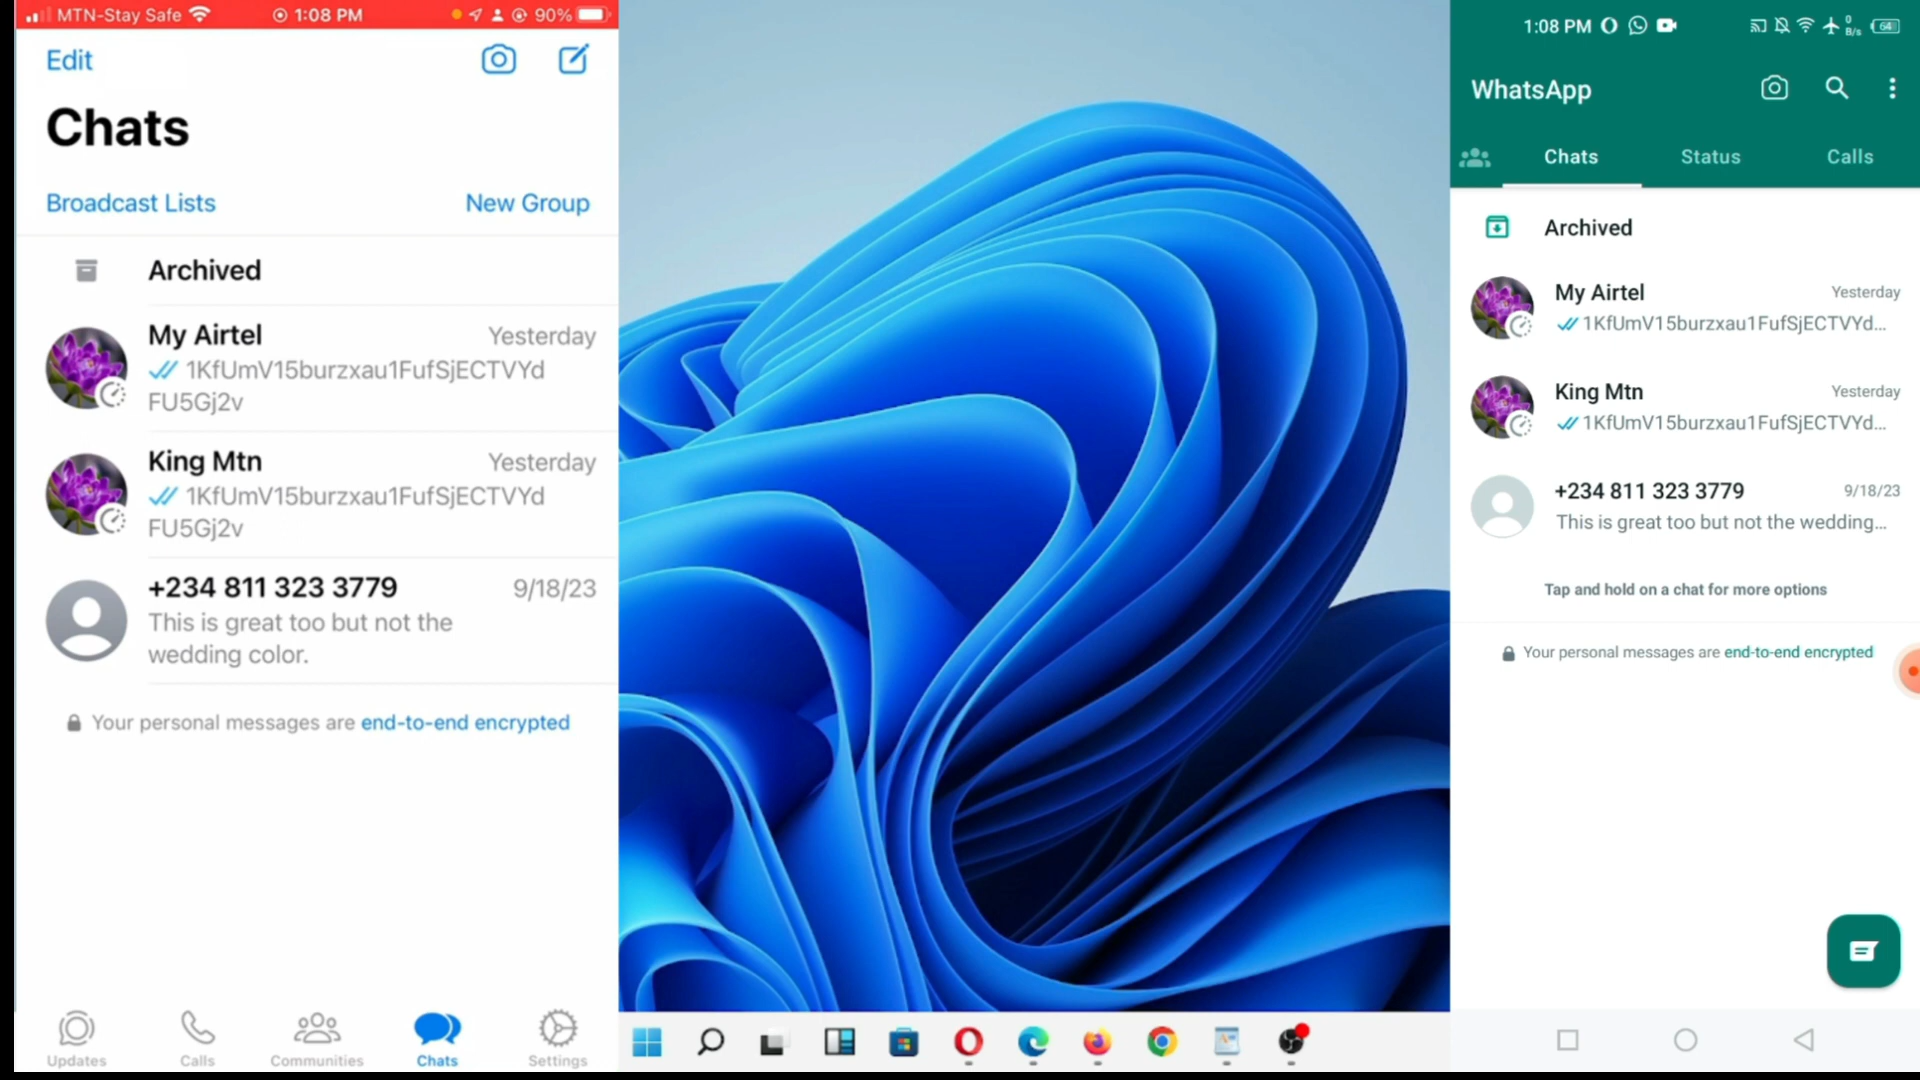 MTN-Stay Safe 1:08 PM 90%
Edit
Chats
Broadcast Lists New Group
Archived
My Airtel Yesterday
1KfUmV15burzxau1FufSjECTVYd
FU5Gj2v
King Mtn Yesterday
1KfUmV15burzxau1FufSjECTVYd
FU5Gj2v
+234 811 323 3779 9/18/23
This is great too but not the
wedding color.
Your personal messages are end-to-end encrypted
Updates Calls Communities Chats Settings
1:08 PM 0 B/s 64
WhatsApp
Chats Status Calls
Archived
My Airtel Yesterday
1KfUmV15burzxau1FufSjECTVYd...
King Mtn Yesterday
1KfUmV15burzxau1FufSjECTVYd...
+234 811 323 3779 9/18/23
This is great too but not the wedding...
Tap and hold on a chat for more options
Your personal messages are end-to-end encrypted